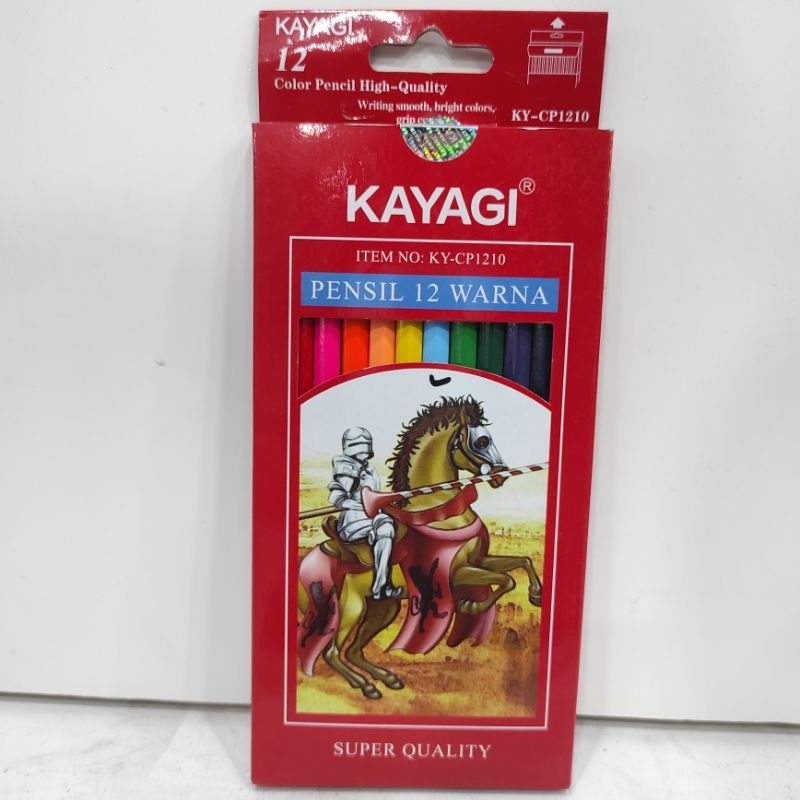 KAYAGI
12
Color Pencil High-Quality
Writing smooth, bright colors,
grip
KY-CP1210
KAYAGI®
ITEM NO: KY-CP1210
PENSIL 12 WARNA
SUPER QUALITY